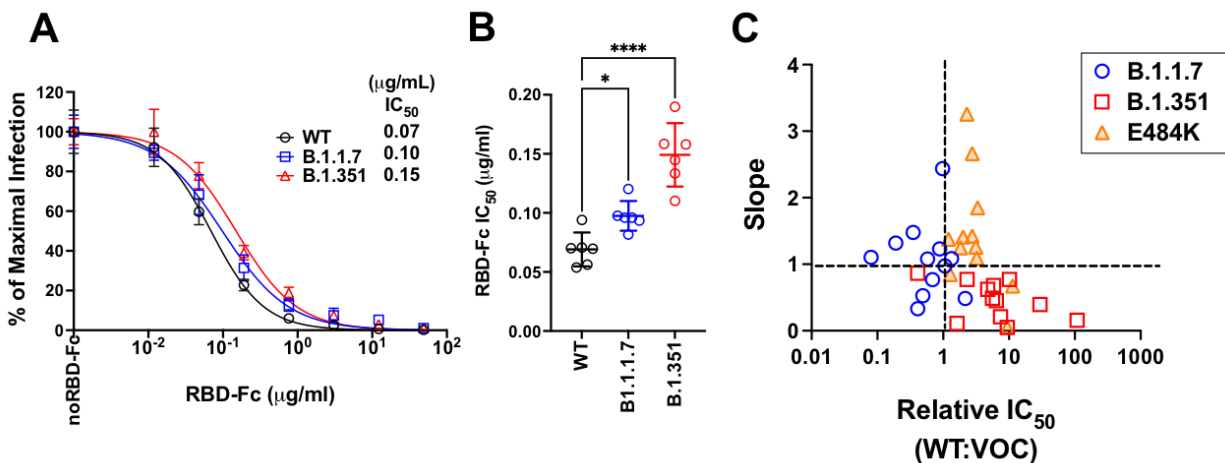 A
% of Maximal Infection
120
100
80
60
40
20
0
noRBD-Fc
10-2
10-1
100
101
102
RBD-Fc (μg/ml)
(μg/mL)
IC50
WT 0.07
B.1.1.7 0.10
B.1.351 0.15
B
RBD-Fc IC50 (μg/ml)
0.20
0.15
0.10
0.05
0.00
****
*
WT
B1.1.1.7
B.1.351
C
Slope
4
3
2
1
0
0.01
0.1
1
10
100
1000
Relative IC50
(WT:VOC)
B.1.1.7
B.1.351
E484K